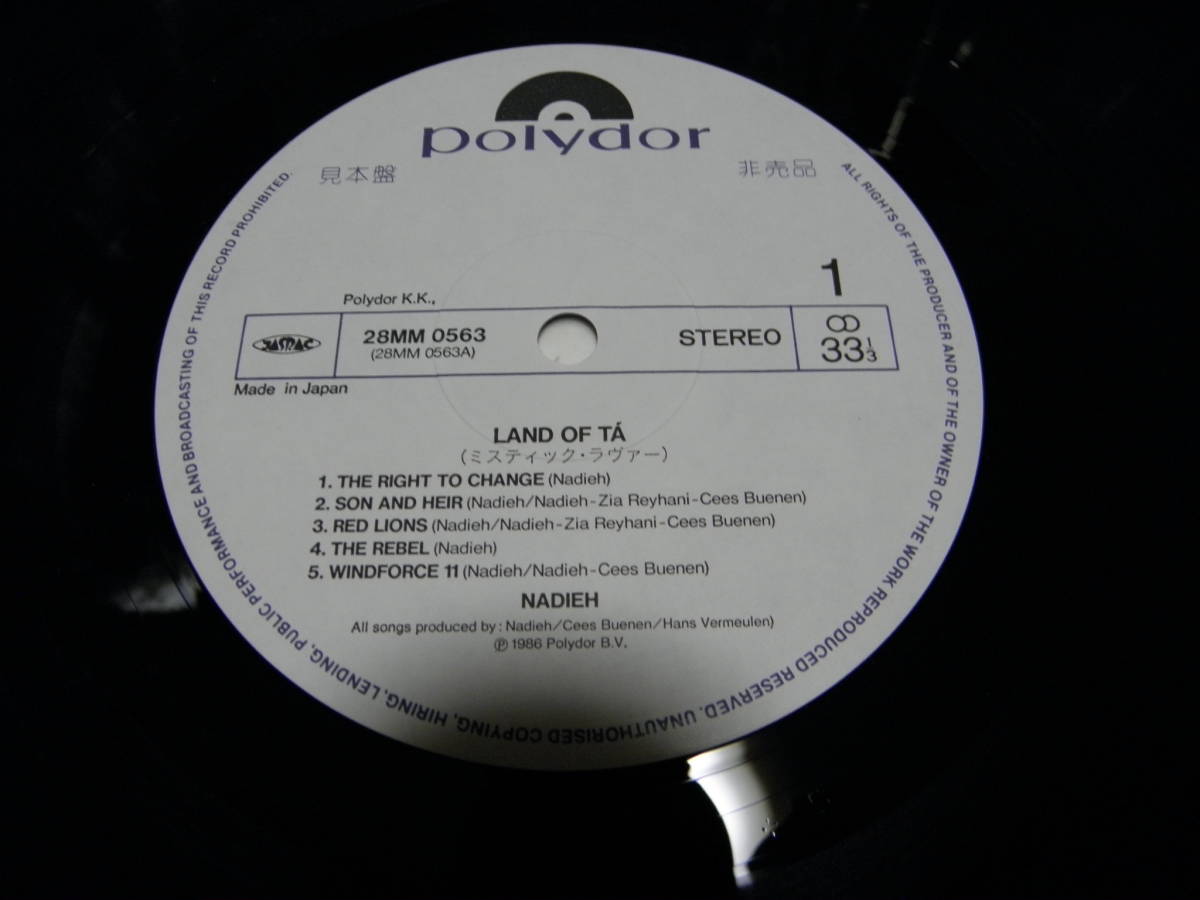 polydor
見本盤
非売品
1
Polydor K.K.,
JASRAC
28MM 0563
(28MM 0563A)
STEREO
33 1/3
Made in Japan
LAND OF TÁ
(ミスティック・ラヴァー)
1. THE RIGHT TO CHANGE (Nadieh)
2. SON AND HEIR (Nadieh/Nadieh-Zia Reyhani-Cees Buenen)
3. RED LIONS (Nadieh/Nadieh-Zia Reyhani-Cees Buenen)
4. THE REBEL (Nadieh)
5. WINDFORCE 11 (Nadieh/Nadieh-Cees Buenen)
NADIEH
All songs produced by: Nadieh/Cees Buenen/Hans Vermeulen)
℗ 1986 Polydor B.V.
ALL RIGHTS OF THE PRODUCER AND OF THE OWNER OF THE WORK REPRODUCED RESERVED. UNAUTHORISED COPYING, HIRING, LENDING, PUBLIC PERFORMANCE AND BROADCASTING OF THIS RECORD PROHIBITED.